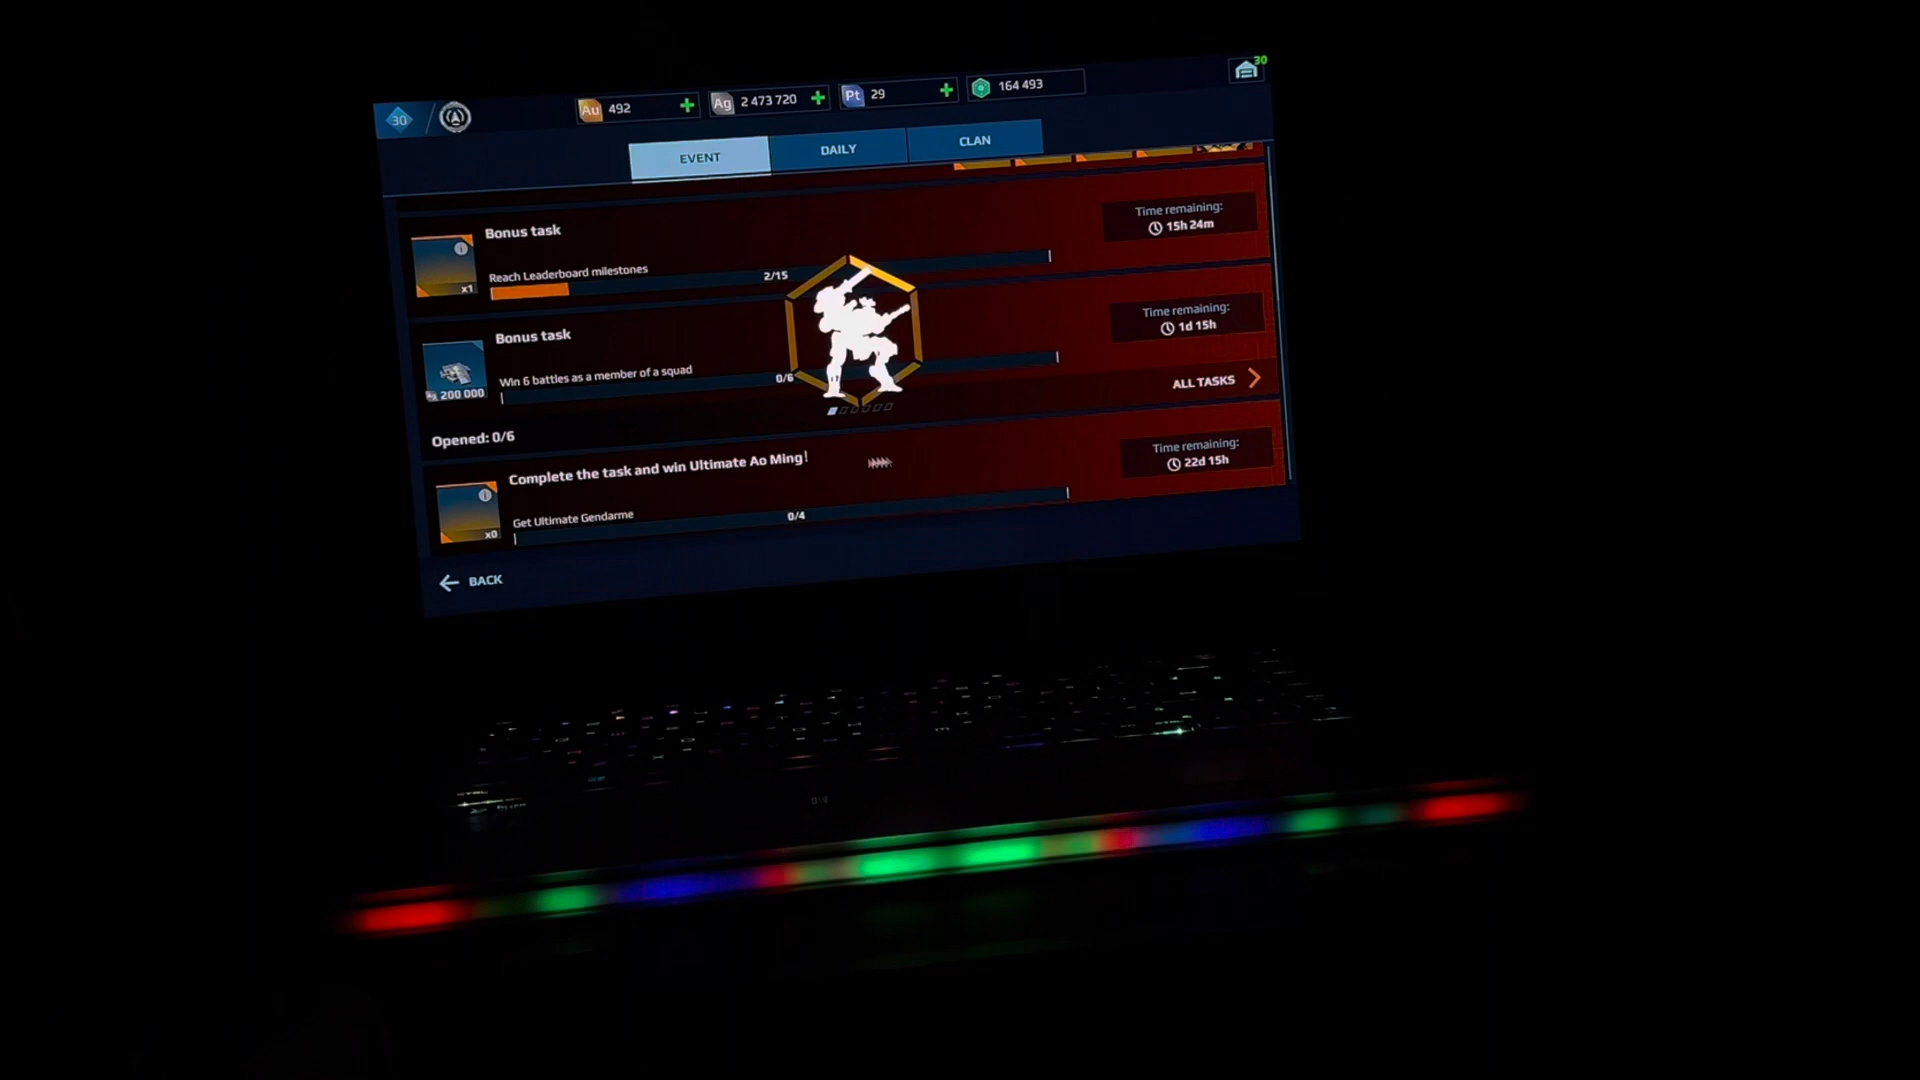 30
Au 492
Ag 2 473 720
Pt 29
164 493
30
EVENT
DAILY
CLAN
Bonus task
Time remaining:
15h 24m
x1
Reach Leaderboard milestones
2/15
Bonus task
Time remaining:
1d 15h
200 000
Win 6 battles as a member of a squad
0/6
ALL TASKS
Opened: 0/6
Complete the task and win Ultimate Ao Ming!
Time remaining:
22d 15h
x0
Get Ultimate Gendarme
0/4
BACK